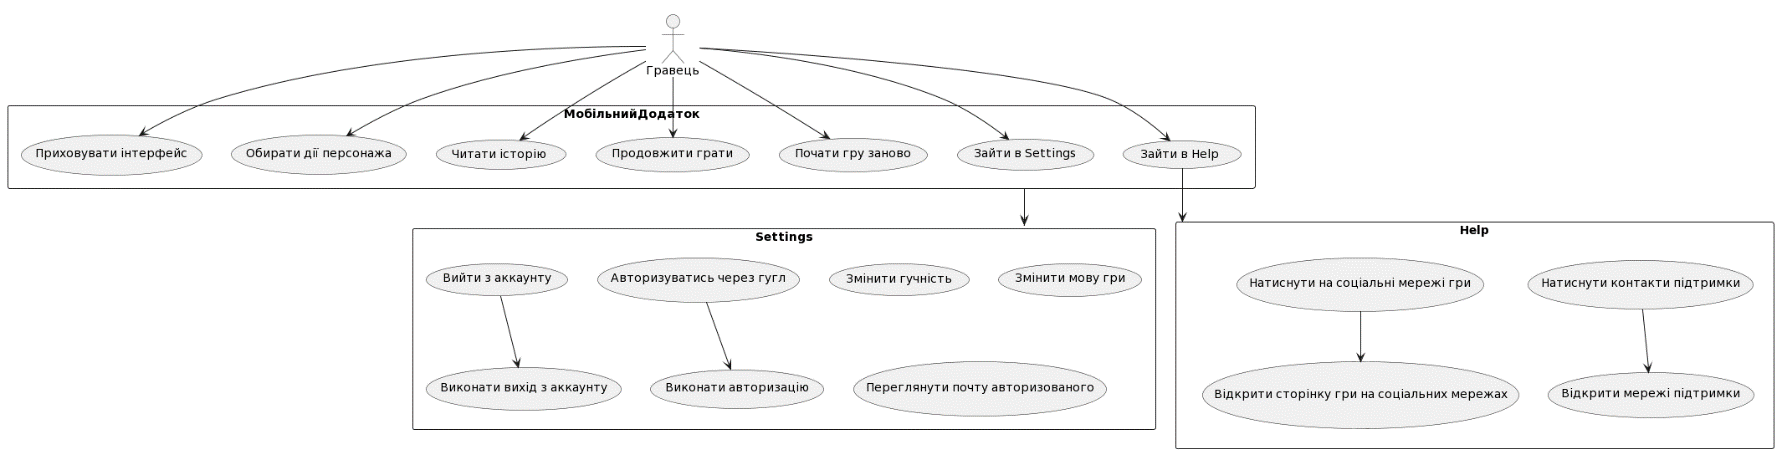 Гравець
МобільнийДодаток
Приховувати інтерфейс
Обирати дії персонажа
Читати історію
Продовжити грати
Почати гру заново
Зайти в Settings
Зайти в Help
Settings
Вийти з аккаунту
Авторизуватись через гугл
Змінити гучність
Змінити мову гри
Виконати вихід з аккаунту
Виконати авторизацію
Переглянути почту авторизованого
Help
Натиснути на соціальні мережі гри
Натиснути контакти підтримки
Відкрити сторінку гри на соціальних мережах
Відкрити мережі підтримки